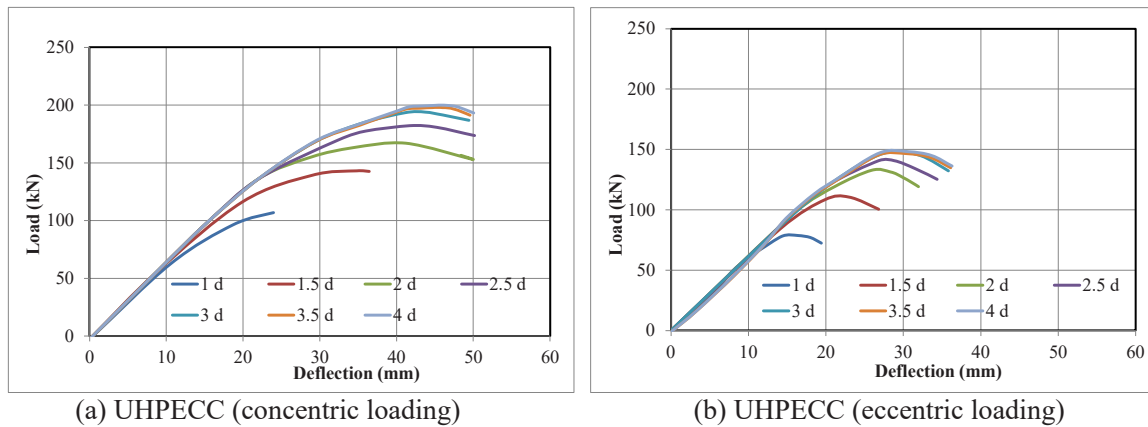 250
200
150
100
50
0
Load (kN)
0 10 20 30 40 50 60
Deflection (mm)
1 d 1.5 d 2 d 2.5 d
3 d 3.5 d 4 d
(a) UHPECC (concentric loading)
250
200
150
100
50
0
Load (kN)
0 10 20 30 40 50 60
Deflection (mm)
1 d 1.5 d 2 d 2.5 d
3 d 3.5 d 4 d
(b) UHPECC (eccentric loading)